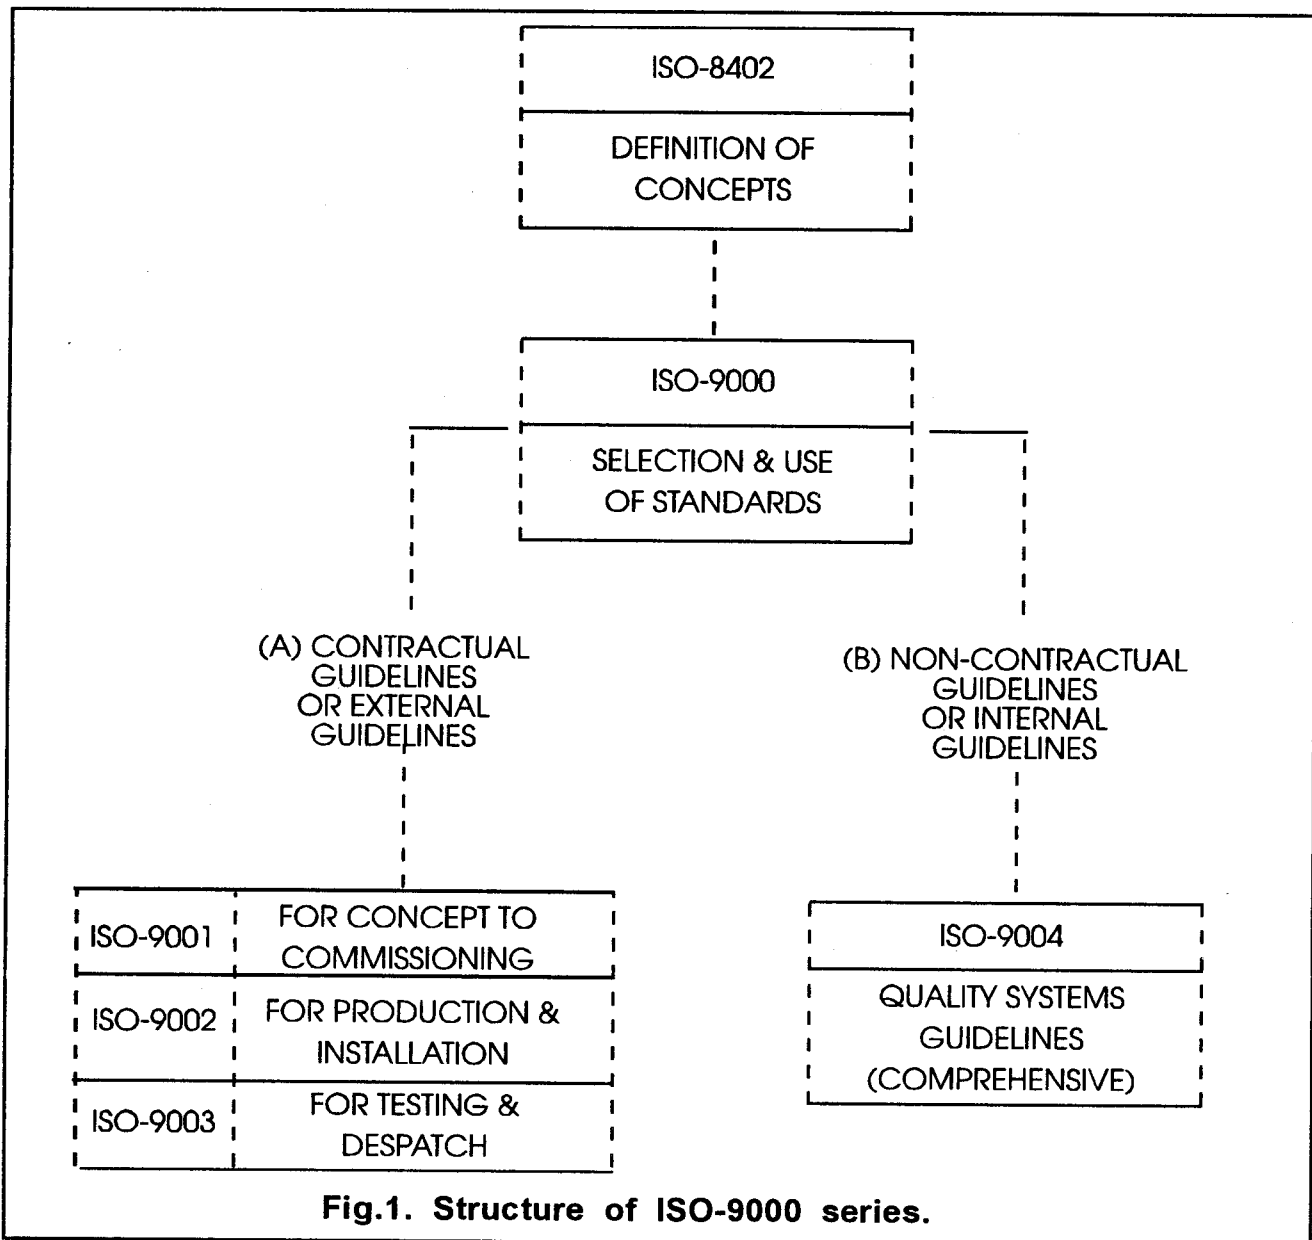 ISO-8402
DEFINITION OF
CONCEPTS
ISO-9000
SELECTION & USE
OF STANDARDS
(A) CONTRACTUAL
GUIDELINES
OR EXTERNAL
GUIDELINES
(B) NON-CONTRACTUAL
GUIDELINES
OR INTERNAL
GUIDELINES
ISO-9001
FOR CONCEPT TO
COMMISSIONING
ISO-9002
FOR PRODUCTION &
INSTALLATION
ISO-9003
FOR TESTING &
DESPATCH
ISO-9004
QUALITY SYSTEMS
GUIDELINES
(COMPREHENSIVE)
Fig.1. Structure of ISO-9000 series.